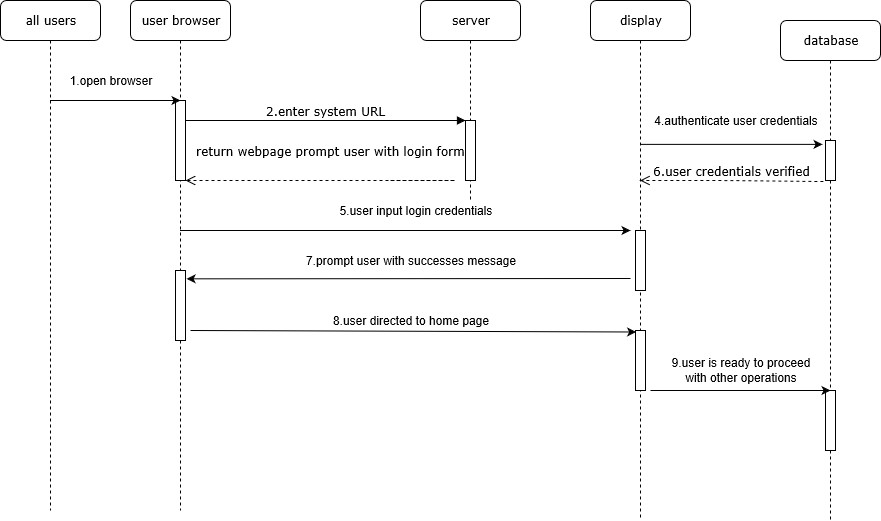 all users
user browser
server
display
database
1.open browser
2.enter system URL
4.authenticate user credentials
return webpage prompt user with login form
6.user credentials verified
5.user input login credentials
7.prompt user with successes message
8.user directed to home page
9.user is ready to proceed
with other operations